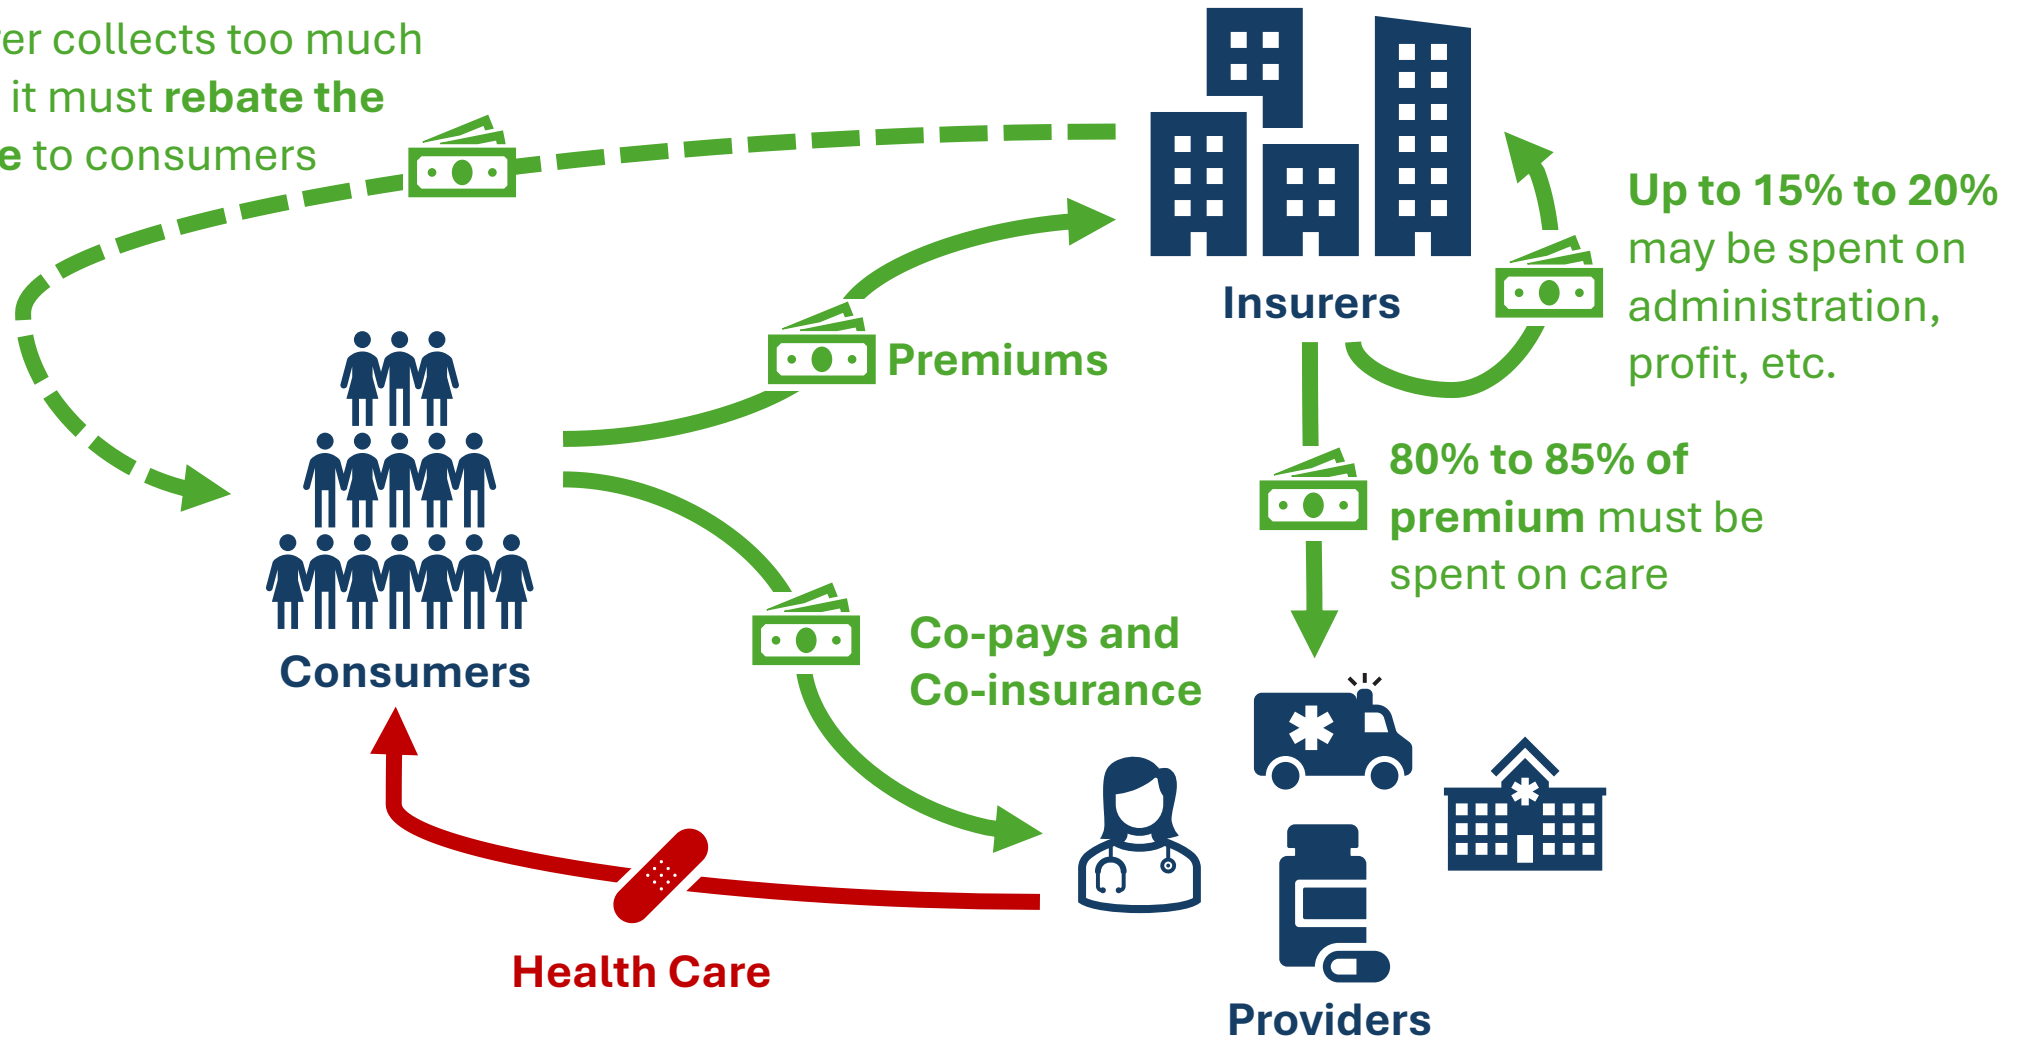 er collects too much
it must rebate the
e to consumers
Insurers
Up to 15% to 20%
may be spent on
administration,
profit, etc.
Premiums
80% to 85% of
premium must be
spent on care
Co-pays and
Co-insurance
Consumers
Health Care
Providers